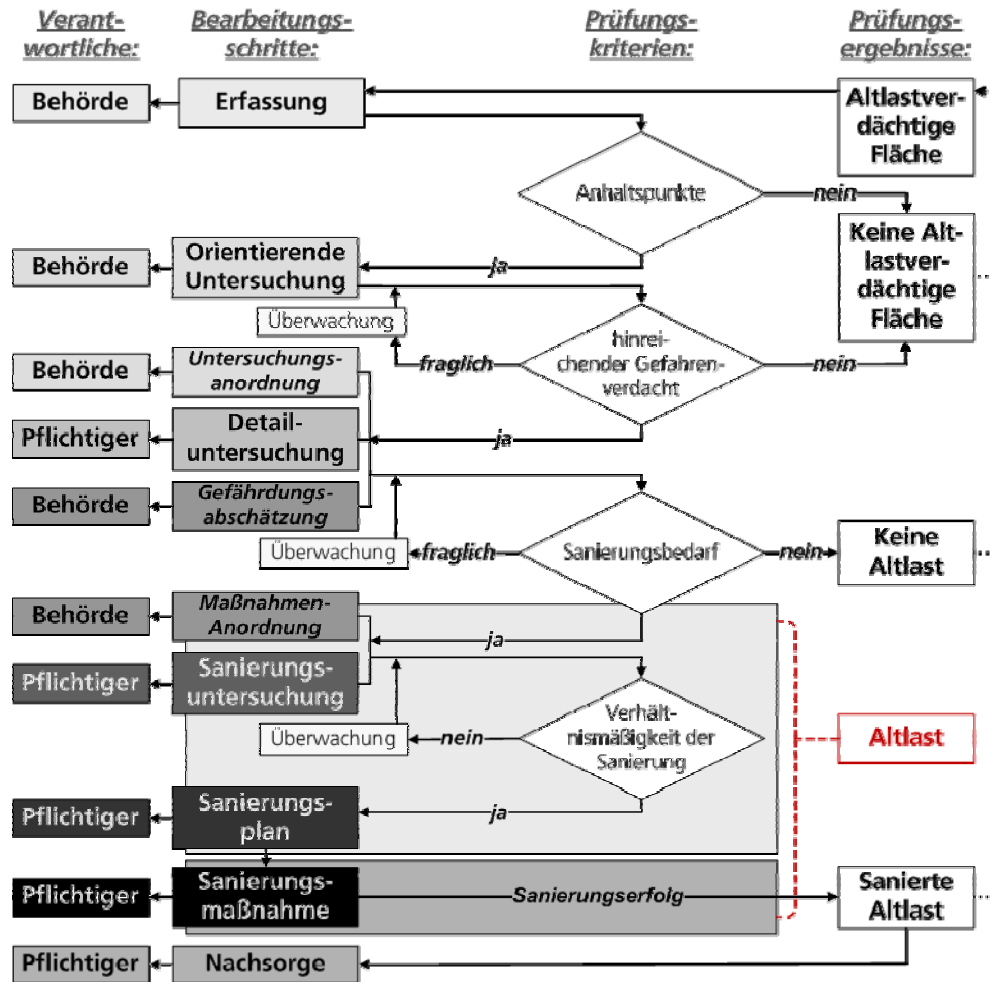 Verant-
wortliche:
Bearbeitungs-
schritte:
Prüfungs-
kriterien:
Prüfungs-
ergebnisse:
Behörde
Erfassung
Altlastver-
dächtige
Fläche
Anhaltspunkte
nein
Keine Alt-
lastver-
dächtige
Fläche
Behörde
Orientierende
Untersuchung
ja
Überwachung
hinrei-
chender Gefahren-
verdacht
fraglich
nein
Behörde
Untersuchungs-
anordnung
Pflichtiger
Detail-
untersuchung
ja
Behörde
Gefährdungs-
abschätzung
Überwachung
fraglich
Sanierungsbedarf
nein
Keine
Altlast
Behörde
Maßnahmen-
Anordnung
ja
Pflichtiger
Sanierungs-
untersuchung
Überwachung
nein
Verhält-
nismäßigkeit der
Sanierung
Altlast
Pflichtiger
Sanierungs-
plan
ja
Pflichtiger
Sanierungs-
maßnahme
Sanierungserfolg
Sanierte
Altlast
Pflichtiger
Nachsorge